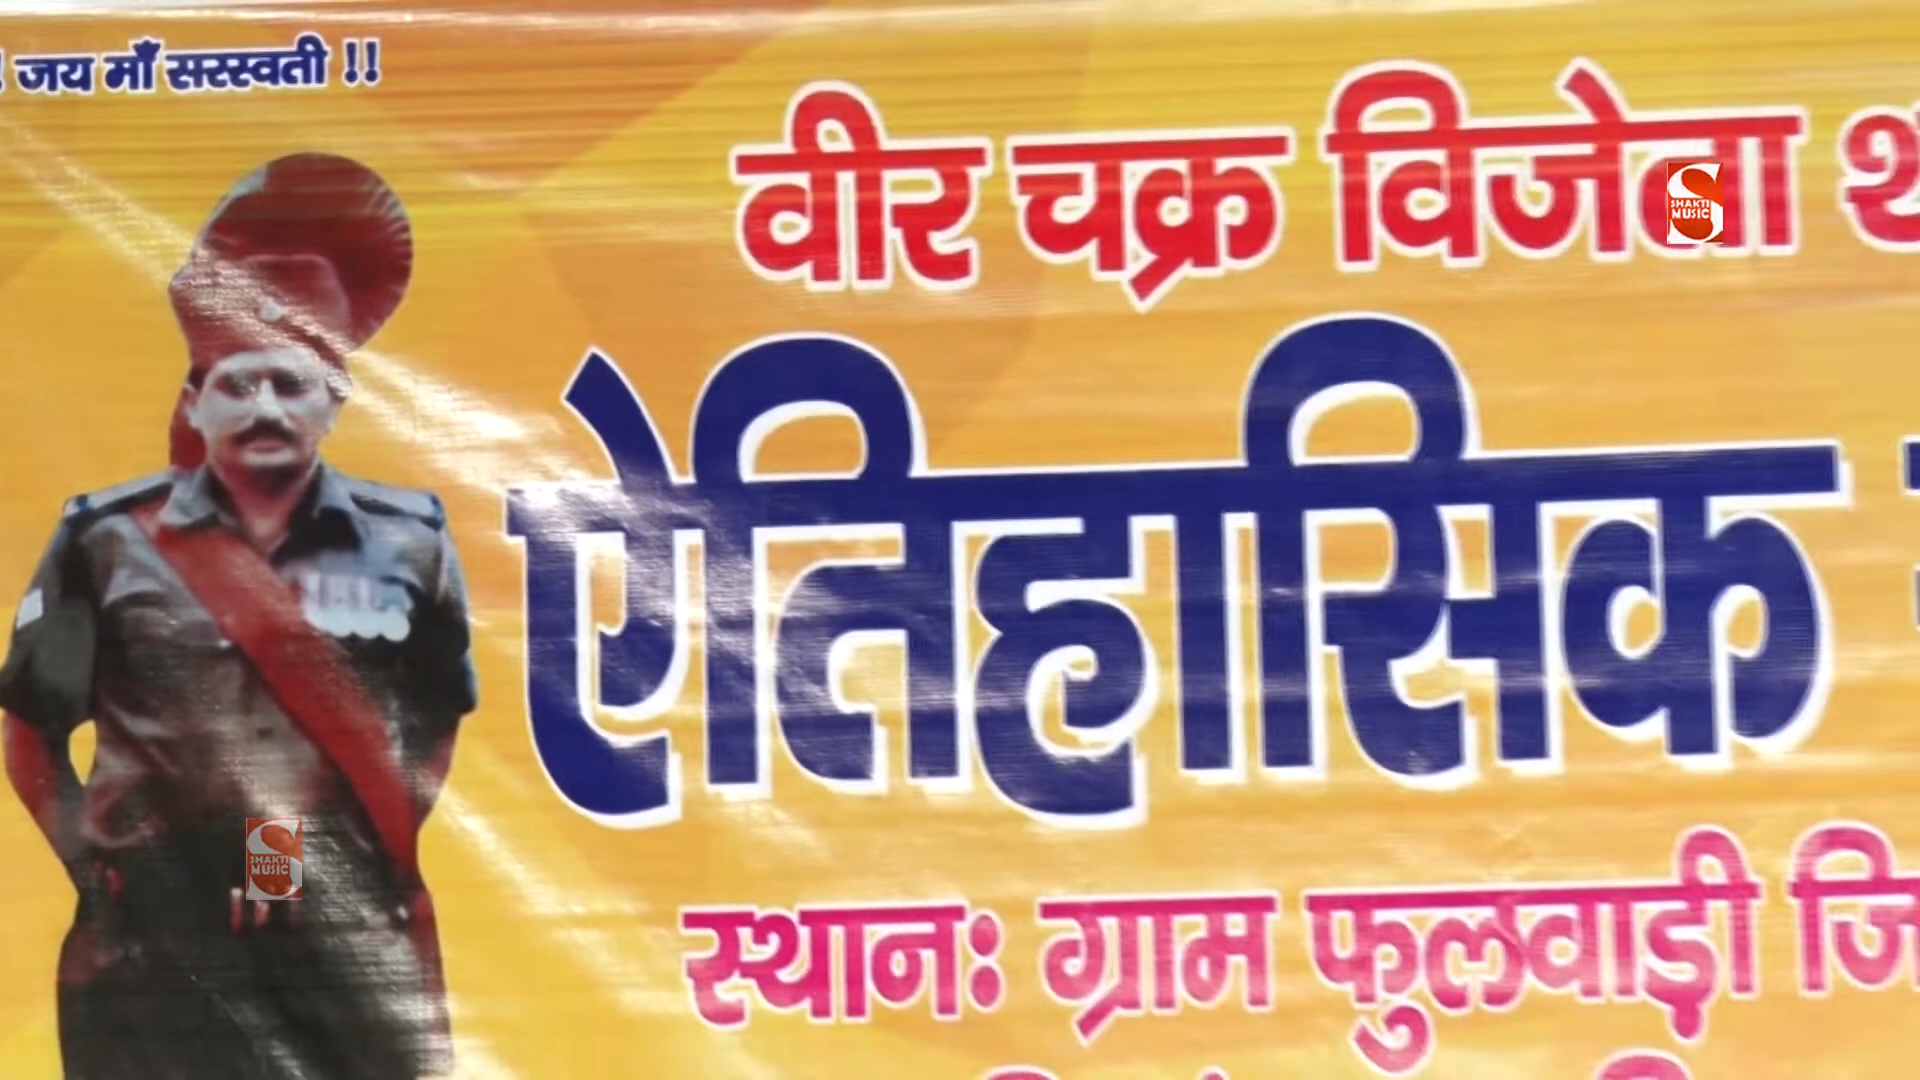 जय माँ सरस्वती !!
वीर चक्र विजेता
ऐतिहासिक
स्थानः ग्राम फुलवाड़ी
SHAKTI MUSIC
SHAKTI MUSIC